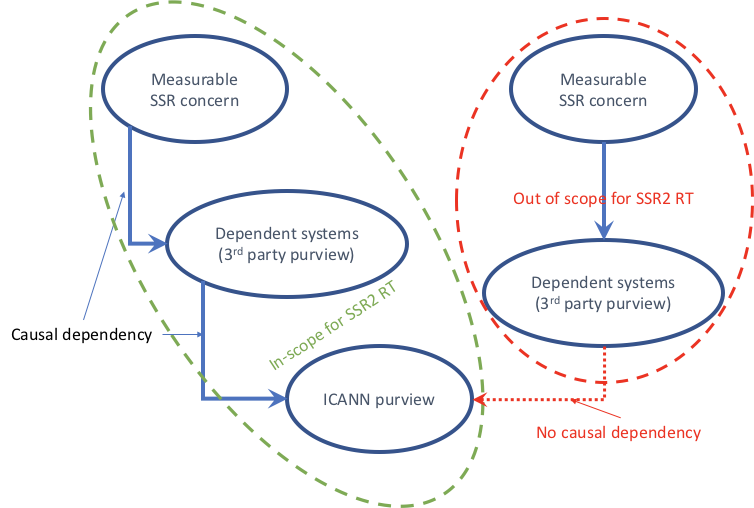 Measurable
SSR concern
Measurable
SSR concern
Out of scope for SSR2 RT
Dependent systems
(3rd party purview)
Dependent systems
(3rd party purview)
Causal dependency
In-scope for SSR2 RT
ICANN purview
No causal dependency